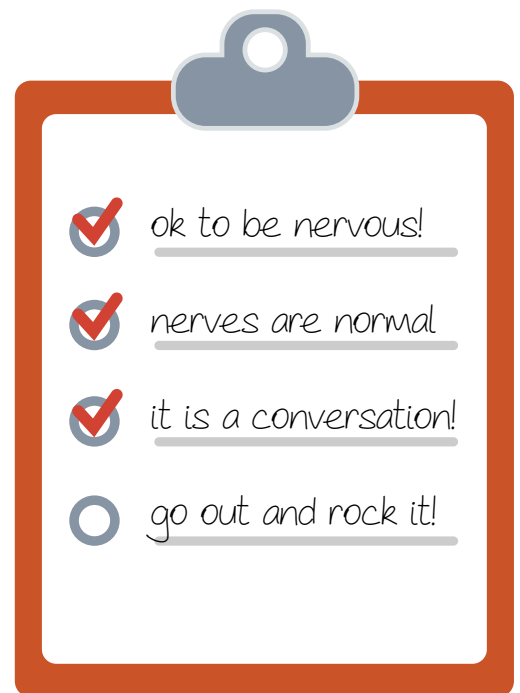 ok to be nervous!
nerves are normal
it is a conversation!
go out and rock it!